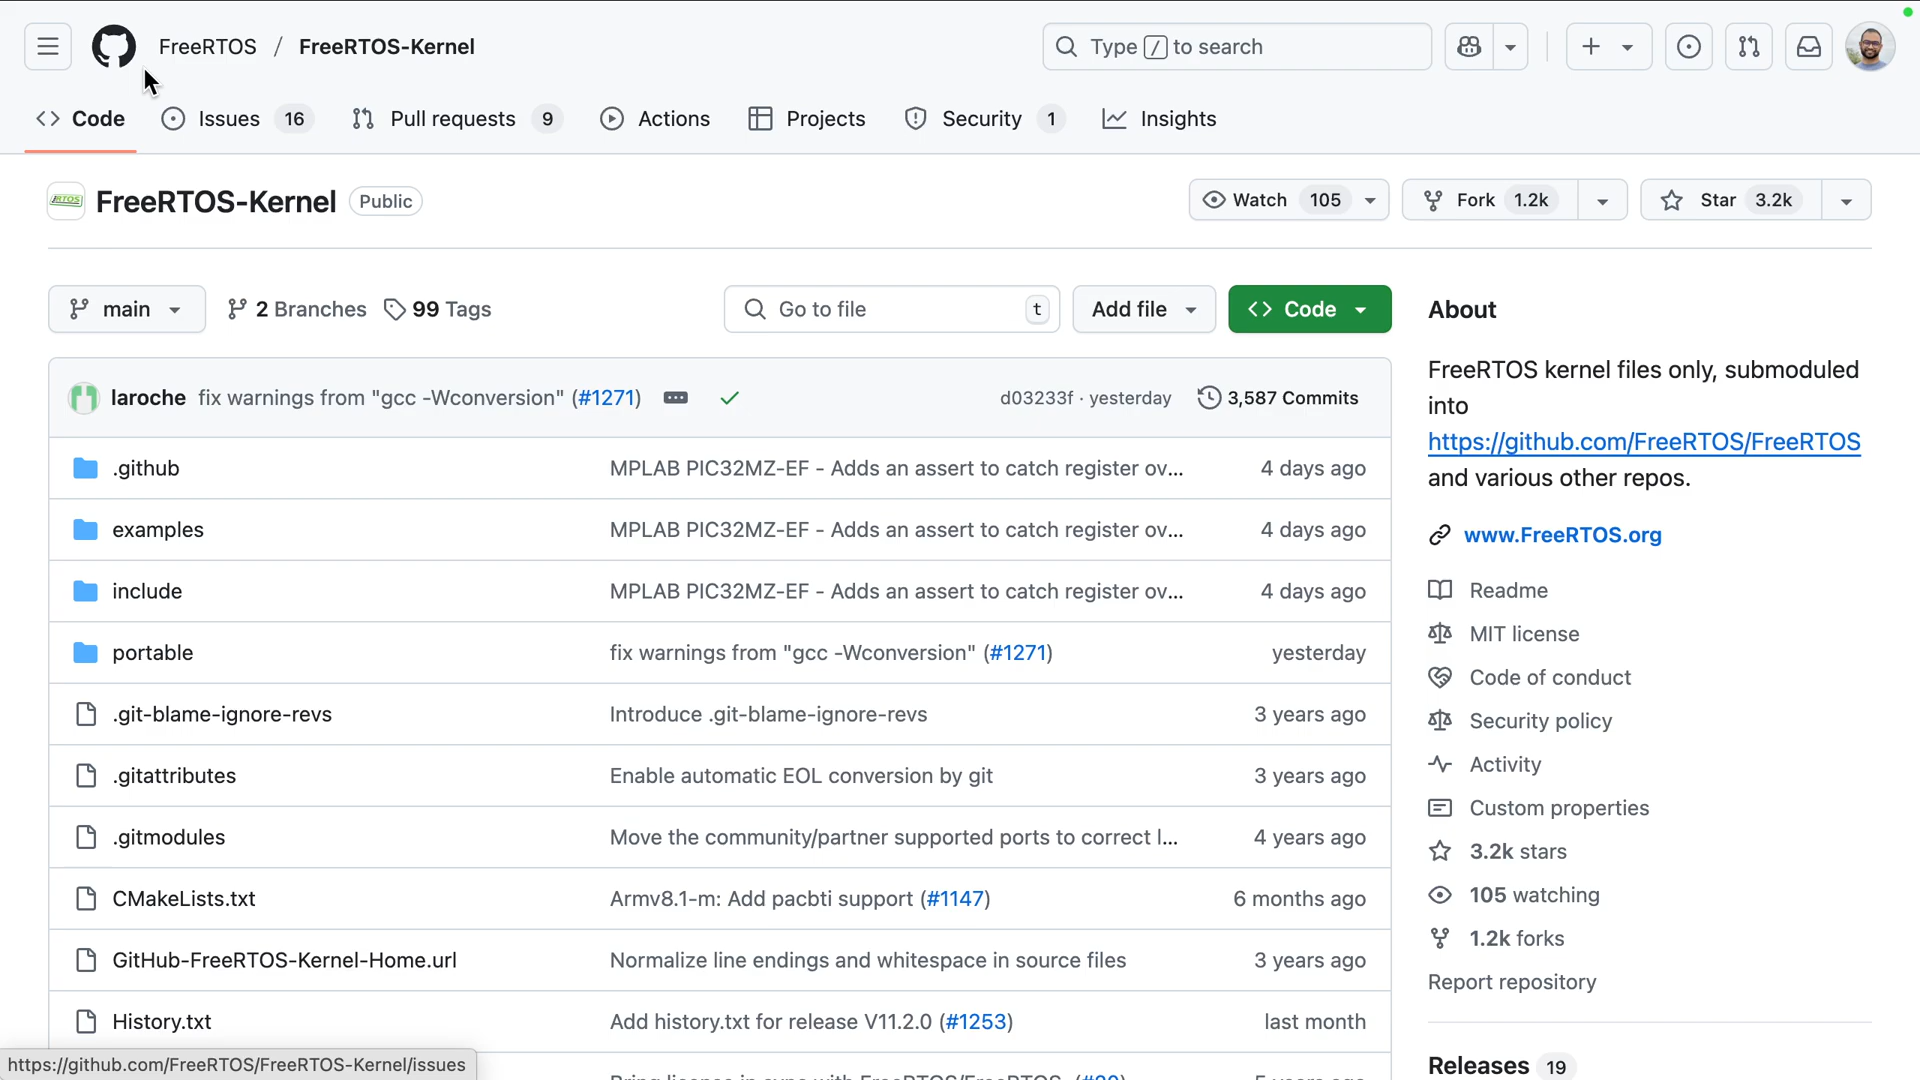 FreeRTOS / FreeRTOS-Kernel
Type / to search
Code
Issues 16
Pull requests 9
Actions
Projects
Security 1
Insights
RTOS
FreeRTOS-Kernel Public
Watch 105
Fork 1.2k
Star 3.2k
main
2 Branches
99 Tags
Go to file t
Add file
Code
laroche fix warnings from "gcc -Wconversion" (#1271)
d03233f · yesterday
3,587 Commits
.github MPLAB PIC32MZ-EF - Adds an assert to catch register ov... 4 days ago
examples MPLAB PIC32MZ-EF - Adds an assert to catch register ov... 4 days ago
include MPLAB PIC32MZ-EF - Adds an assert to catch register ov... 4 days ago
portable fix warnings from "gcc -Wconversion" (#1271) yesterday
.git-blame-ignore-revs Introduce .git-blame-ignore-revs 3 years ago
.gitattributes Enable automatic EOL conversion by git 3 years ago
.gitmodules Move the community/partner supported ports to correct l... 4 years ago
CMakeLists.txt Armv8.1-m: Add pacbti support (#1147) 6 months ago
GitHub-FreeRTOS-Kernel-Home.url Normalize line endings and whitespace in source files 3 years ago
History.txt Add history.txt for release V11.2.0 (#1253) last month
https://github.com/FreeRTOS/FreeRTOS-Kernel/issues
About
FreeRTOS kernel files only, submoduled
into
https://github.com/FreeRTOS/FreeRTOS
and various other repos.
www.FreeRTOS.org
Readme
MIT license
Code of conduct
Security policy
Activity
Custom properties
3.2k stars
105 watching
1.2k forks
Report repository
Releases 19